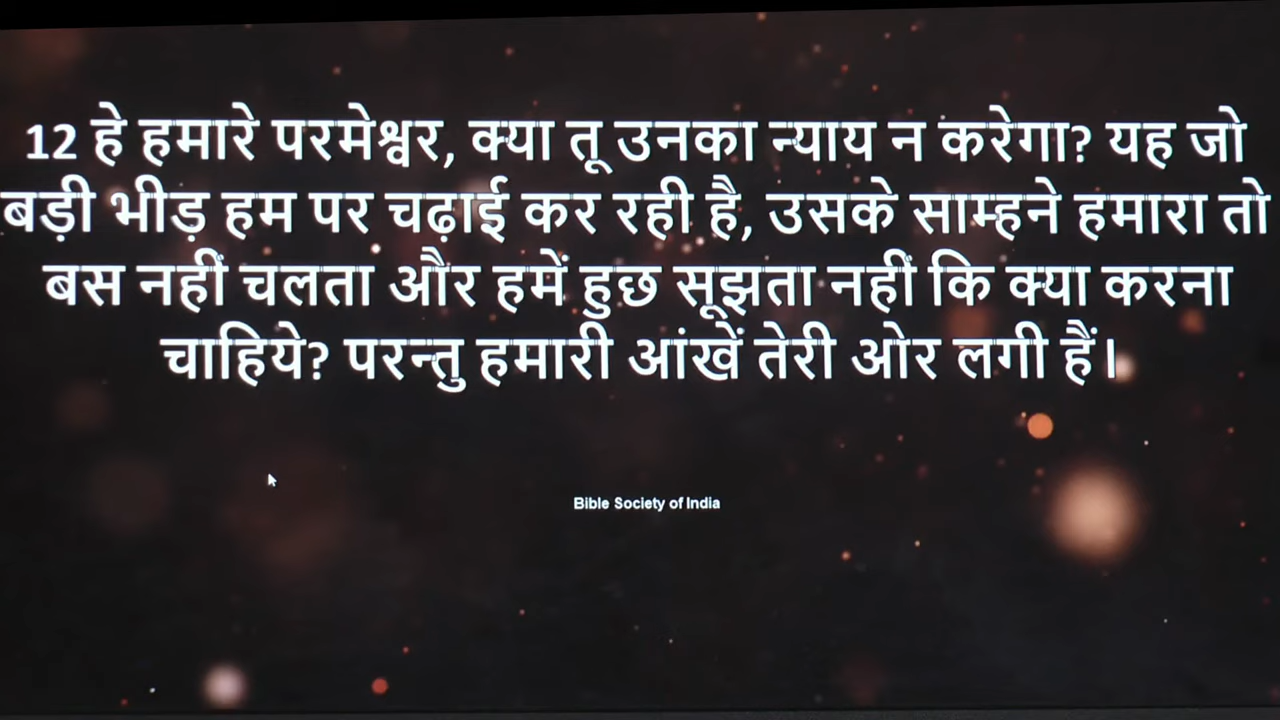 12 हे हमारे परमेश्वर, क्या तू उनका न्याय न करेगा? यह जो
बड़ी भीड़ हम पर चढ़ाई कर रही है, उसके साम्हने हमारा तो
बस नहीं चलता और हमें हुछ सूझता नहीं कि क्या करना
चाहिये? परन्तु हमारी आंखें तेरी ओर लगी हैं।
Bible Society of India